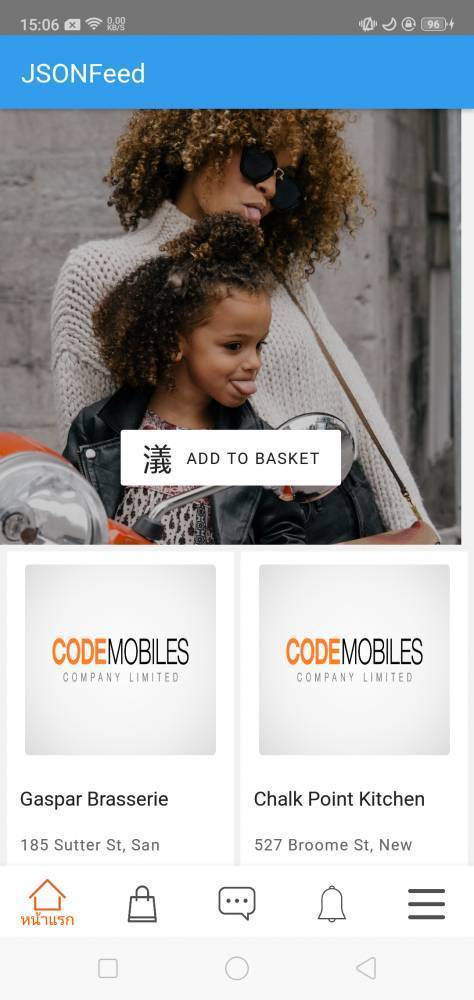 15:06 0.00 KB/S 96
JSONFeed
漾 ADD TO BASKET
CODEMOBILES
COMPANY LIMITED
CODEMOBILES
COMPANY LIMITED
Gaspar Brasserie
Chalk Point Kitchen
185 Sutter St, San
527 Broome St, New
หน้าแรก